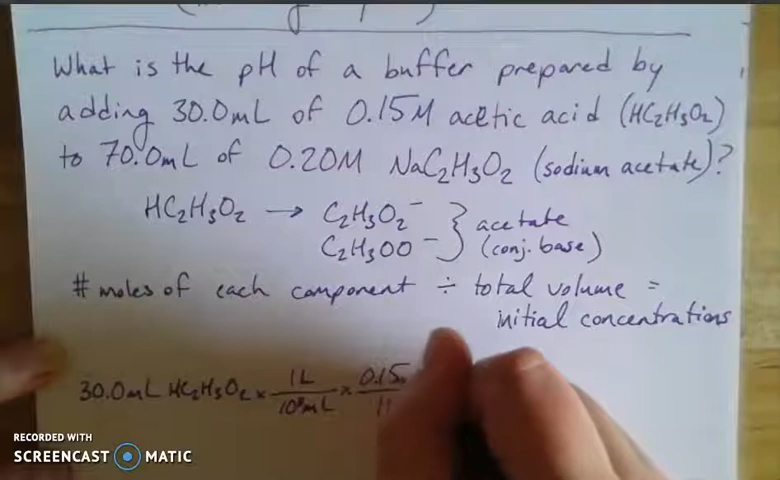 What is the pH of a buffer prepared by
adding 30.0mL of 0.15M acetic acid (HC₂H₃O₂)
to 70.0mL of 0.20M NaC₂H₃O₂ (sodium acetate)?
HC₂H₃O₂ → C₂H₃O₂⁻ } acetate
C₂H₃OO⁻ (conj. base)
# moles of each component ÷ total volume =
initial concentrations
30.0mL HC₂H₃O₂ × 1L/10³mL × 0.15
RECORDED WITH
SCREENCAST MATIC